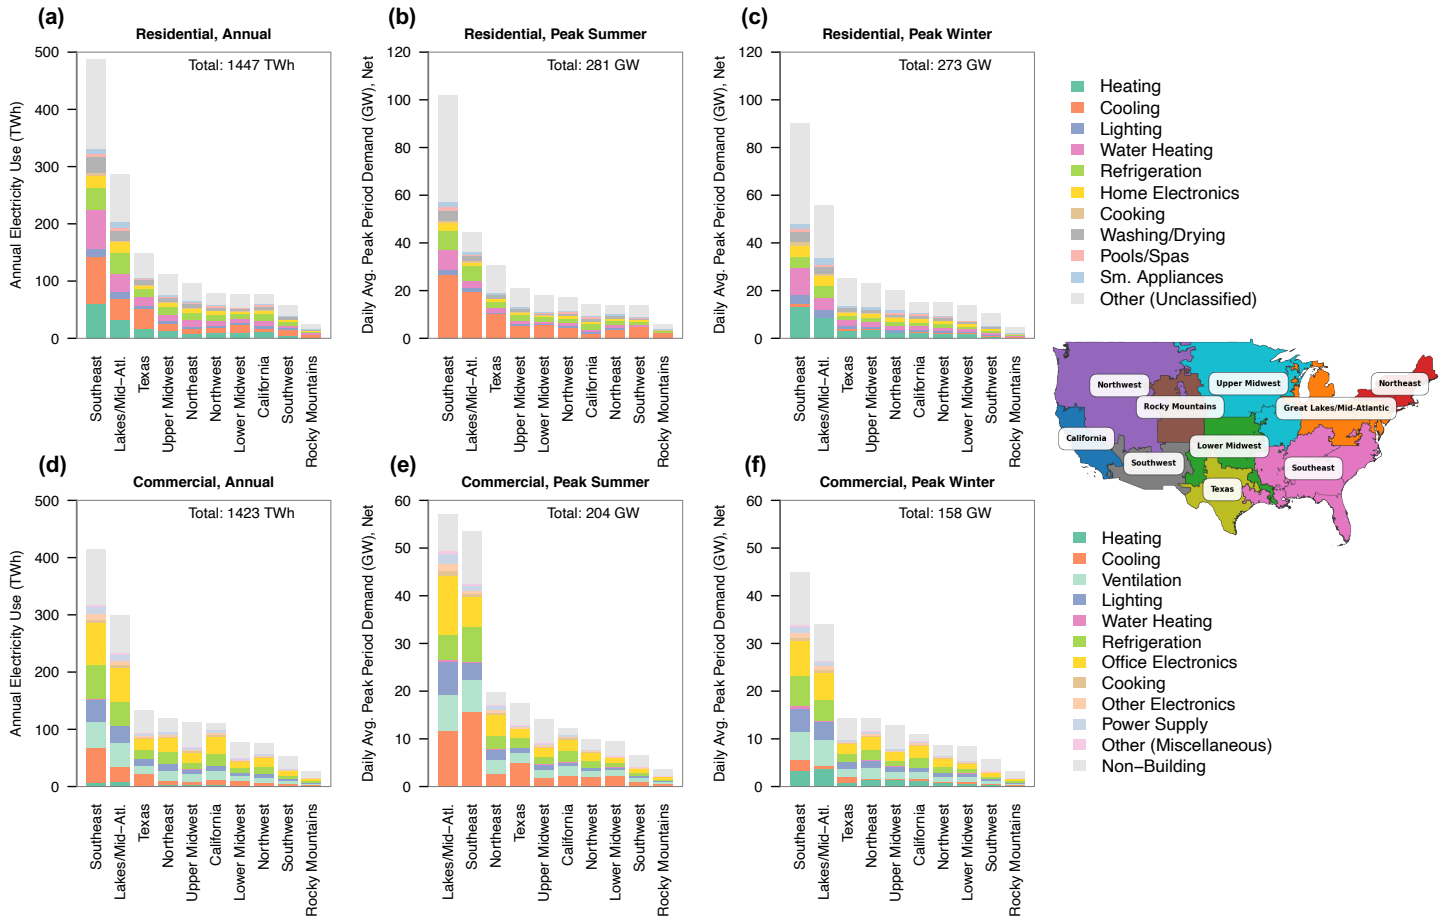 (a)
Residential, Annual
Total: 1447 TWh
Annual Electricity Use (TWh)
500
400
300
200
100
0
Southeast
Lakes/Mid−Atl.
Texas
Upper Midwest
Northeast
Northwest
Lower Midwest
California
Southwest
Rocky Mountains
(b)
Residential, Peak Summer
Total: 281 GW
Daily Avg. Peak Period Demand (GW), Net
120
100
80
60
40
20
0
Southeast
Lakes/Mid−Atl.
Texas
Upper Midwest
Lower Midwest
Northwest
California
Northeast
Southwest
Rocky Mountains
(c)
Residential, Peak Winter
Total: 273 GW
Daily Avg. Peak Period Demand (GW), Net
120
100
80
60
40
20
0
Southeast
Lakes/Mid−Atl.
Texas
Upper Midwest
Northwest
California
Northeast
Lower Midwest
Southwest
Rocky Mountains
Heating
Cooling
Lighting
Water Heating
Refrigeration
Home Electronics
Cooking
Washing/Drying
Pools/Spas
Sm. Appliances
Other (Unclassified)
Northwest
Upper Midwest
Northeast
Rocky Mountains
Great Lakes/Mid-Atlantic
California
Lower Midwest
Southwest
Southeast
Texas
(d)
Commercial, Annual
Total: 1423 TWh
Annual Electricity Use (TWh)
500
400
300
200
100
0
Southeast
Lakes/Mid−Atl.
Texas
Northeast
Upper Midwest
California
Lower Midwest
Northwest
Southwest
Rocky Mountains
(e)
Commercial, Peak Summer
Total: 204 GW
Daily Avg. Peak Period Demand (GW), Net
60
50
40
30
20
10
0
Lakes/Mid−Atl.
Southeast
Northeast
Texas
Upper Midwest
California
Northwest
Lower Midwest
Southwest
Rocky Mountains
(f)
Commercial, Peak Winter
Total: 158 GW
Daily Avg. Peak Period Demand (GW), Net
60
50
40
30
20
10
0
Southeast
Lakes/Mid−Atl.
Texas
Northeast
Upper Midwest
California
Northwest
Lower Midwest
Southwest
Rocky Mountains
Heating
Cooling
Ventilation
Lighting
Water Heating
Refrigeration
Office Electronics
Cooking
Other Electronics
Power Supply
Other (Miscellaneous)
Non−Building